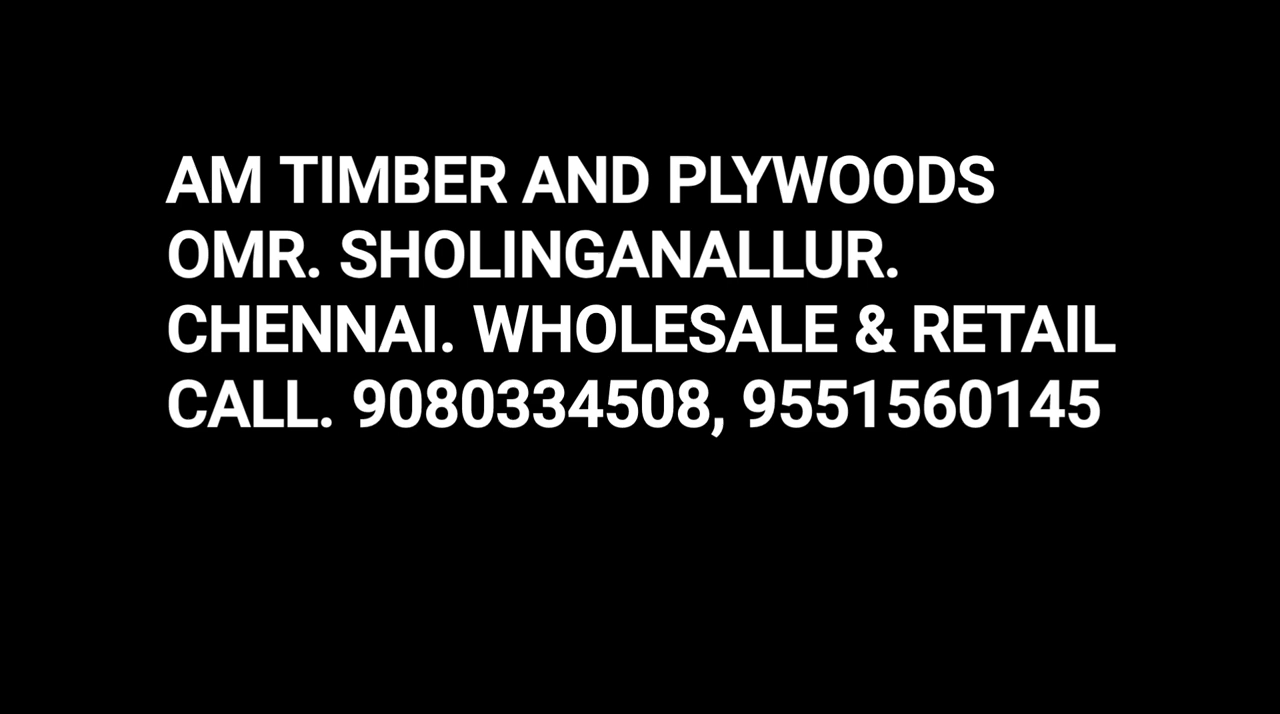 AM TIMBER AND PLYWOODS
OMR. SHOLINGANALLUR.
CHENNAI. WHOLESALE & RETAIL
CALL. 9080334508, 9551560145